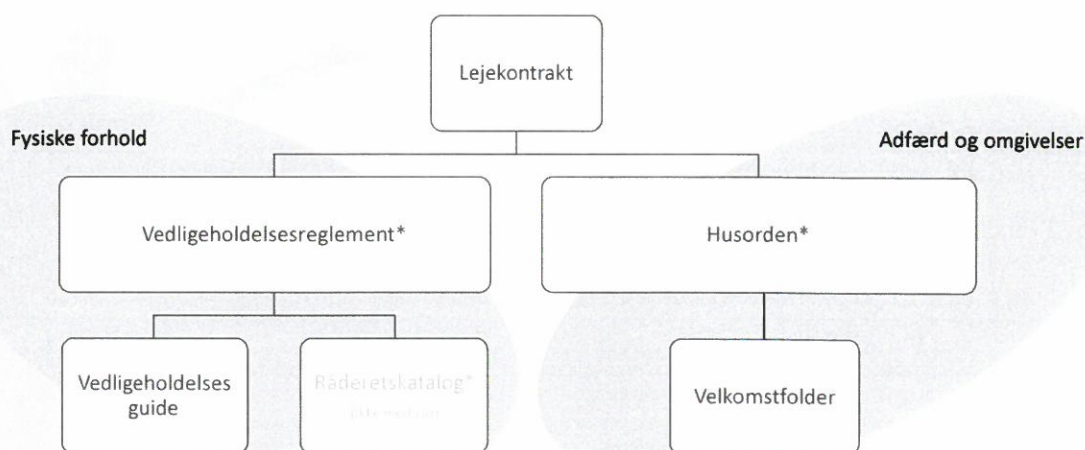 Lejekontrakt
Fysiske forhold
Adfærd og omgivelser
Vedligeholdelsesreglement*
Husorden*
Vedligeholdelses
guide
Råderetskatalog*
Velkomstfolder